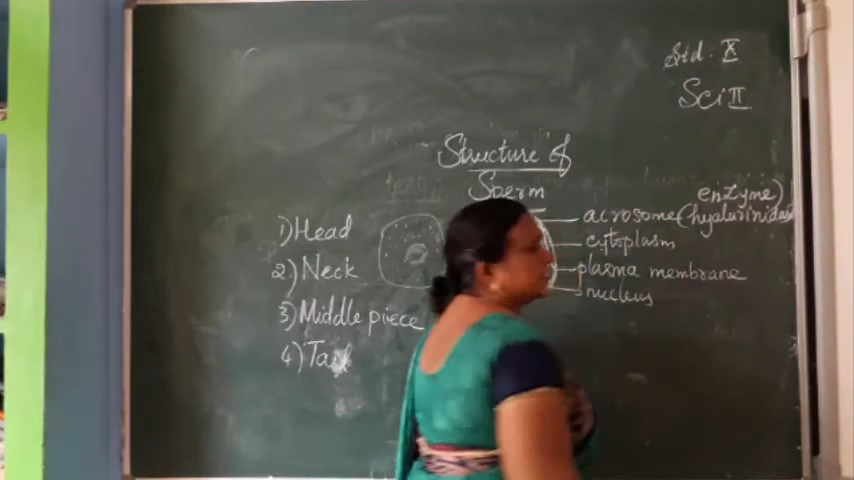 Std. X
Sci II
Structure of
Sperm
1) Head
2) Neck
3) Middle piece
4) Tail
enzyme)
acrosome (hyalurinidase
cytoplasm
plasma membrane
nucleus